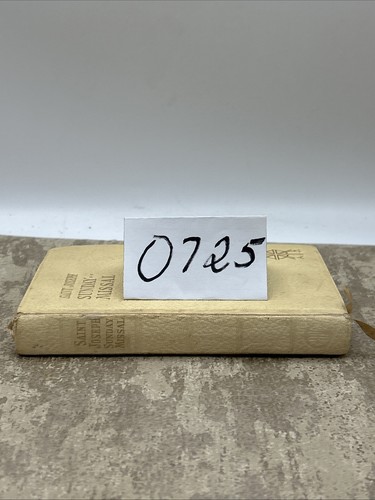 0725
SAINT JOSEPH
SUNDAY
MISSAL
SAINT
JOSEPH
SUNDAY
MISSAL